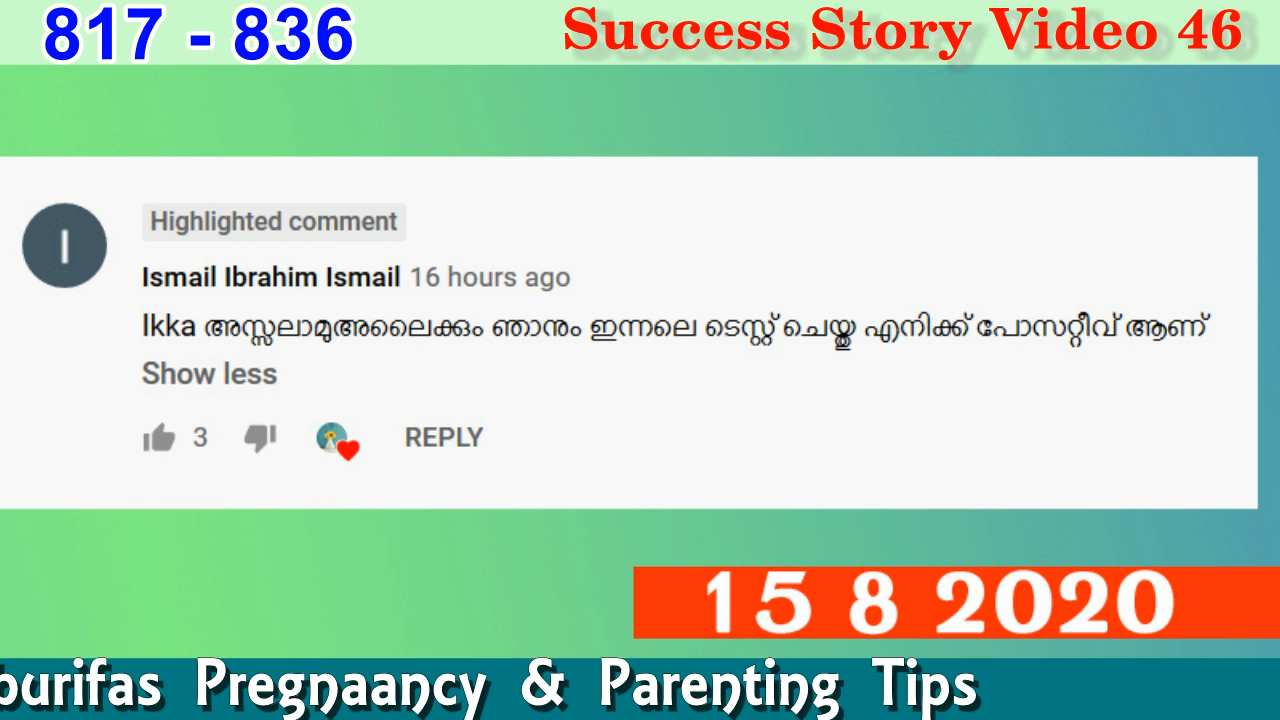 817 - 836
Success Story Video 46
I
Highlighted comment
Ismail Ibrahim Ismail 16 hours ago
Ikka അസ്സലാമുഅലൈക്കും ഞാനും ഇന്നലെ ടെസ്റ്റ് ചെയ്തു എനിക്ക് പോസറ്റീവ് ആണ്
Show less
3 REPLY
15 8 2020
ourifas Pregnaancy & Parenting Tips